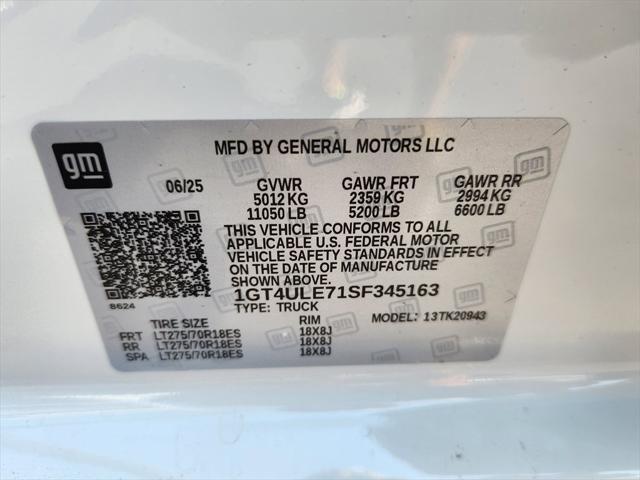 gm
MFD BY GENERAL MOTORS LLC
06/25 GVWR GAWR FRT GAWR RR
5012 KG 2359 KG 2994 KG
11050 LB 5200 LB 6600 LB
THIS VEHICLE CONFORMS TO ALL
APPLICABLE U.S. FEDERAL MOTOR
VEHICLE SAFETY STANDARDS IN EFFECT
ON THE DATE OF MANUFACTURE
SHOWN ABOVE.
1GT4ULE71SF345163
8624 TYPE: TRUCK MODEL: 13TK20943
TIRE SIZE RIM
FRT LT275/70R18ES 18X8J
RR LT275/70R18ES 18X8J
SPA LT275/70R18ES 18X8J